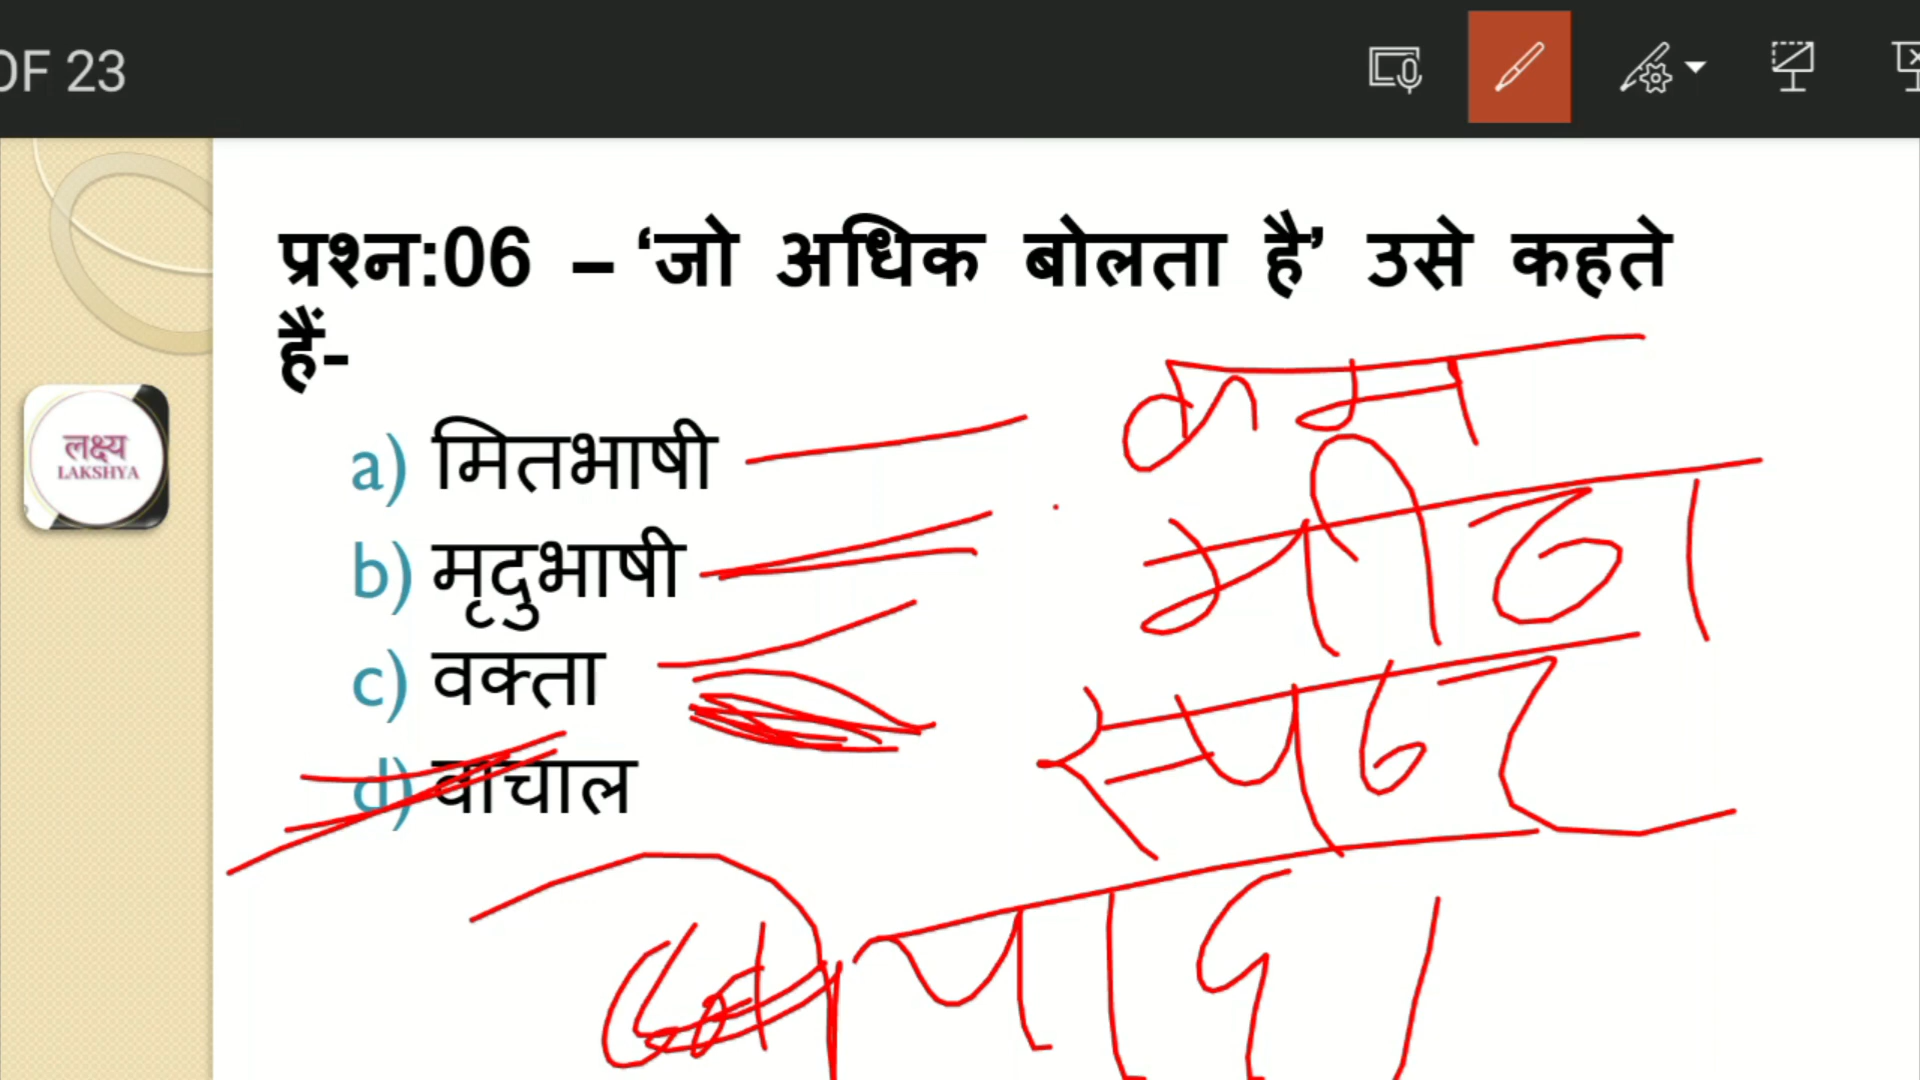 OF 23
प्रश्न:06 – ‘जो अधिक बोलता है’ उसे कहते
हैं-
कम
a) मितभाषी
मीठा
b) मृदुभाषी
c) वक्ता
स्पष्ट
d) वाचाल
लक्ष्य
LAKSHYA